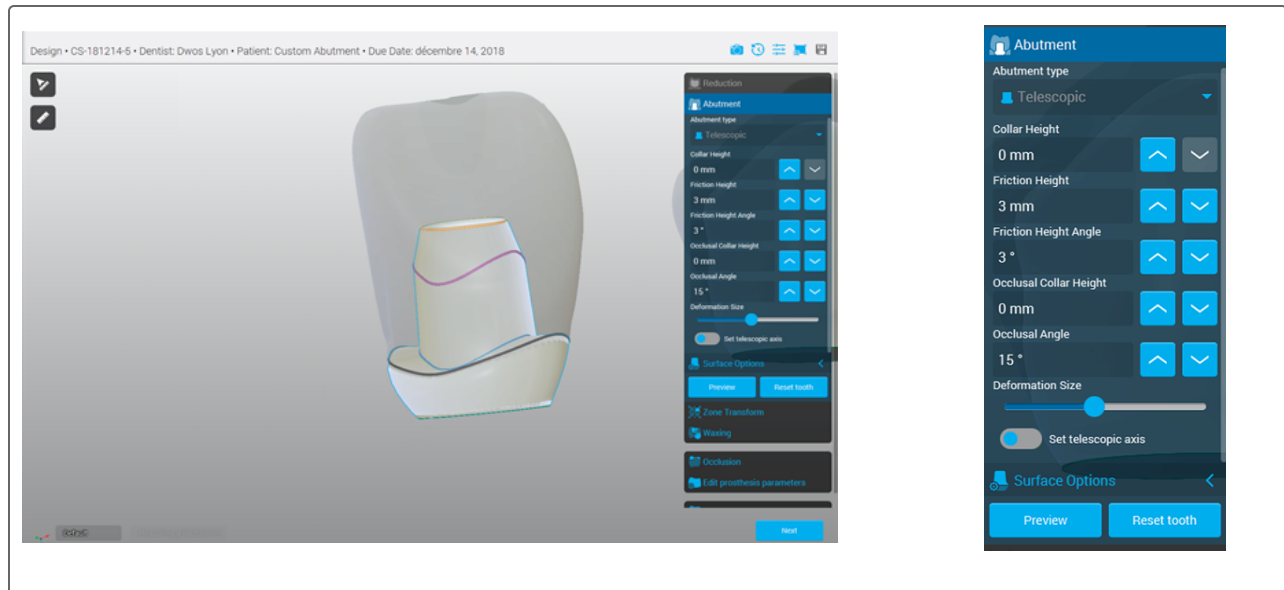 Design • CS-181214-5 • Dentist: Dwos Lyon • Patient: Custom Abutment • Due Date: décembre 14, 2018
Reduction
Abutment
Abutment type
Telescopic
Collar Height
0 mm
Friction Height
3 mm
Friction Height Angle
3 °
Occlusal Collar Height
0 mm
Occlusal Angle
15 °
Deformation Size
Set telescopic axis
Surface Options
Preview Reset tooth
Zone Transform
Waxing
Occlusion
Edit prosthesis parameters
Default
Next
Abutment
Abutment type
Telescopic
Collar Height
0 mm
Friction Height
3 mm
Friction Height Angle
3 °
Occlusal Collar Height
0 mm
Occlusal Angle
15 °
Deformation Size
Set telescopic axis
Surface Options
Preview Reset tooth